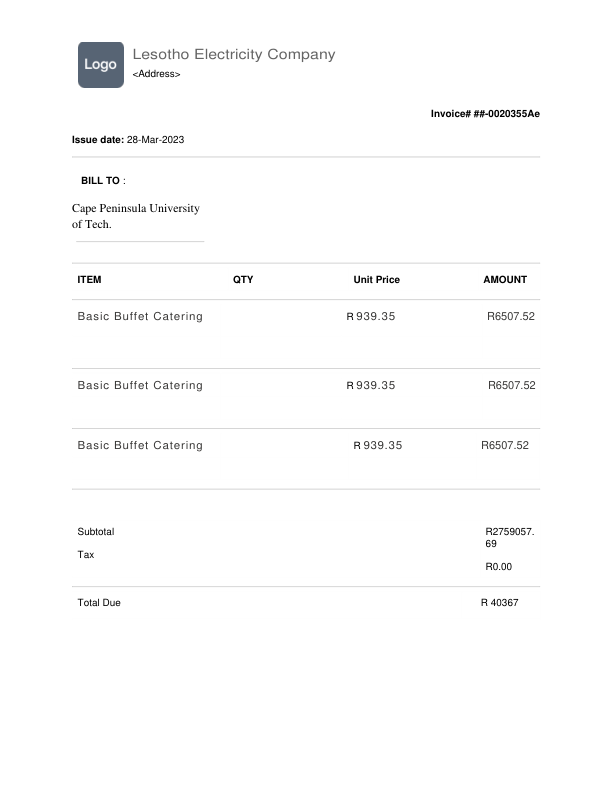 Logo
Lesotho Electricity Company
<Address>
Invoice# ##-0020355Ae
Issue date: 28-Mar-2023
BILL TO :
Cape Peninsula University
of Tech.
ITEM QTY Unit Price AMOUNT
Basic Buffet Catering R 939.35 R6507.52
Basic Buffet Catering R 939.35 R6507.52
Basic Buffet Catering R 939.35 R6507.52
Subtotal R2759057.
69
Tax
R0.00
Total Due R 40367